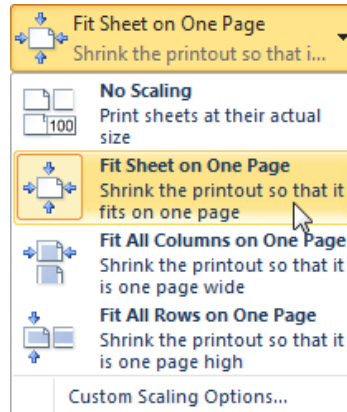 Fit Sheet on One Page
Shrink the printout so that i...
No Scaling
Print sheets at their actual
size
100
Fit Sheet on One Page
Shrink the printout so that it
fits on one page
Fit All Columns on One Page
Shrink the printout so that it
is one page wide
Fit All Rows on One Page
Shrink the printout so that it
is one page high
Custom Scaling Options...